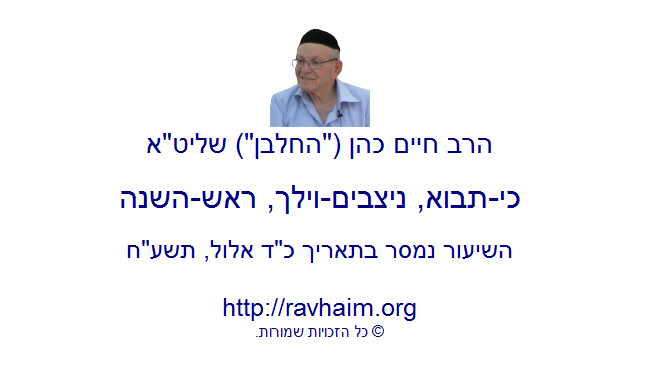 הרב חיים כהן ("החלבן") שליט"א
כי-תבוא, ניצבים-וילך, ראש-השנה
השיעור נמסר בתאריך כ"ד אלול, תשע"ח
http://ravhaim.org
© כל הזכויות שמורות.